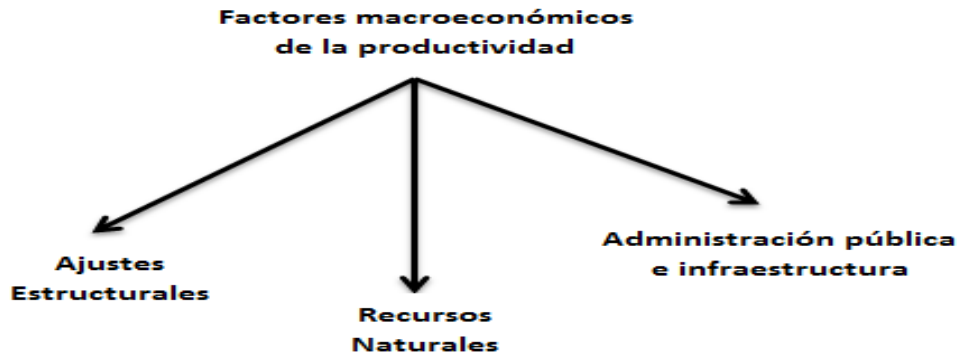 Factores macroeconómicos
de la productividad
Ajustes
Estructurales
Recursos
Naturales
Administración pública
e infraestructura